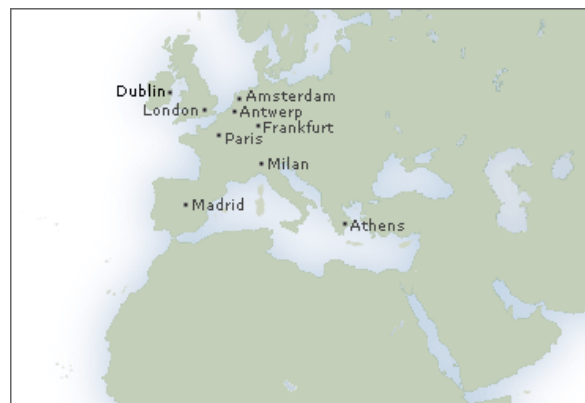 Dublin
Amsterdam
London
Antwerp
Frankfurt
Paris
Milan
Madrid
Athens